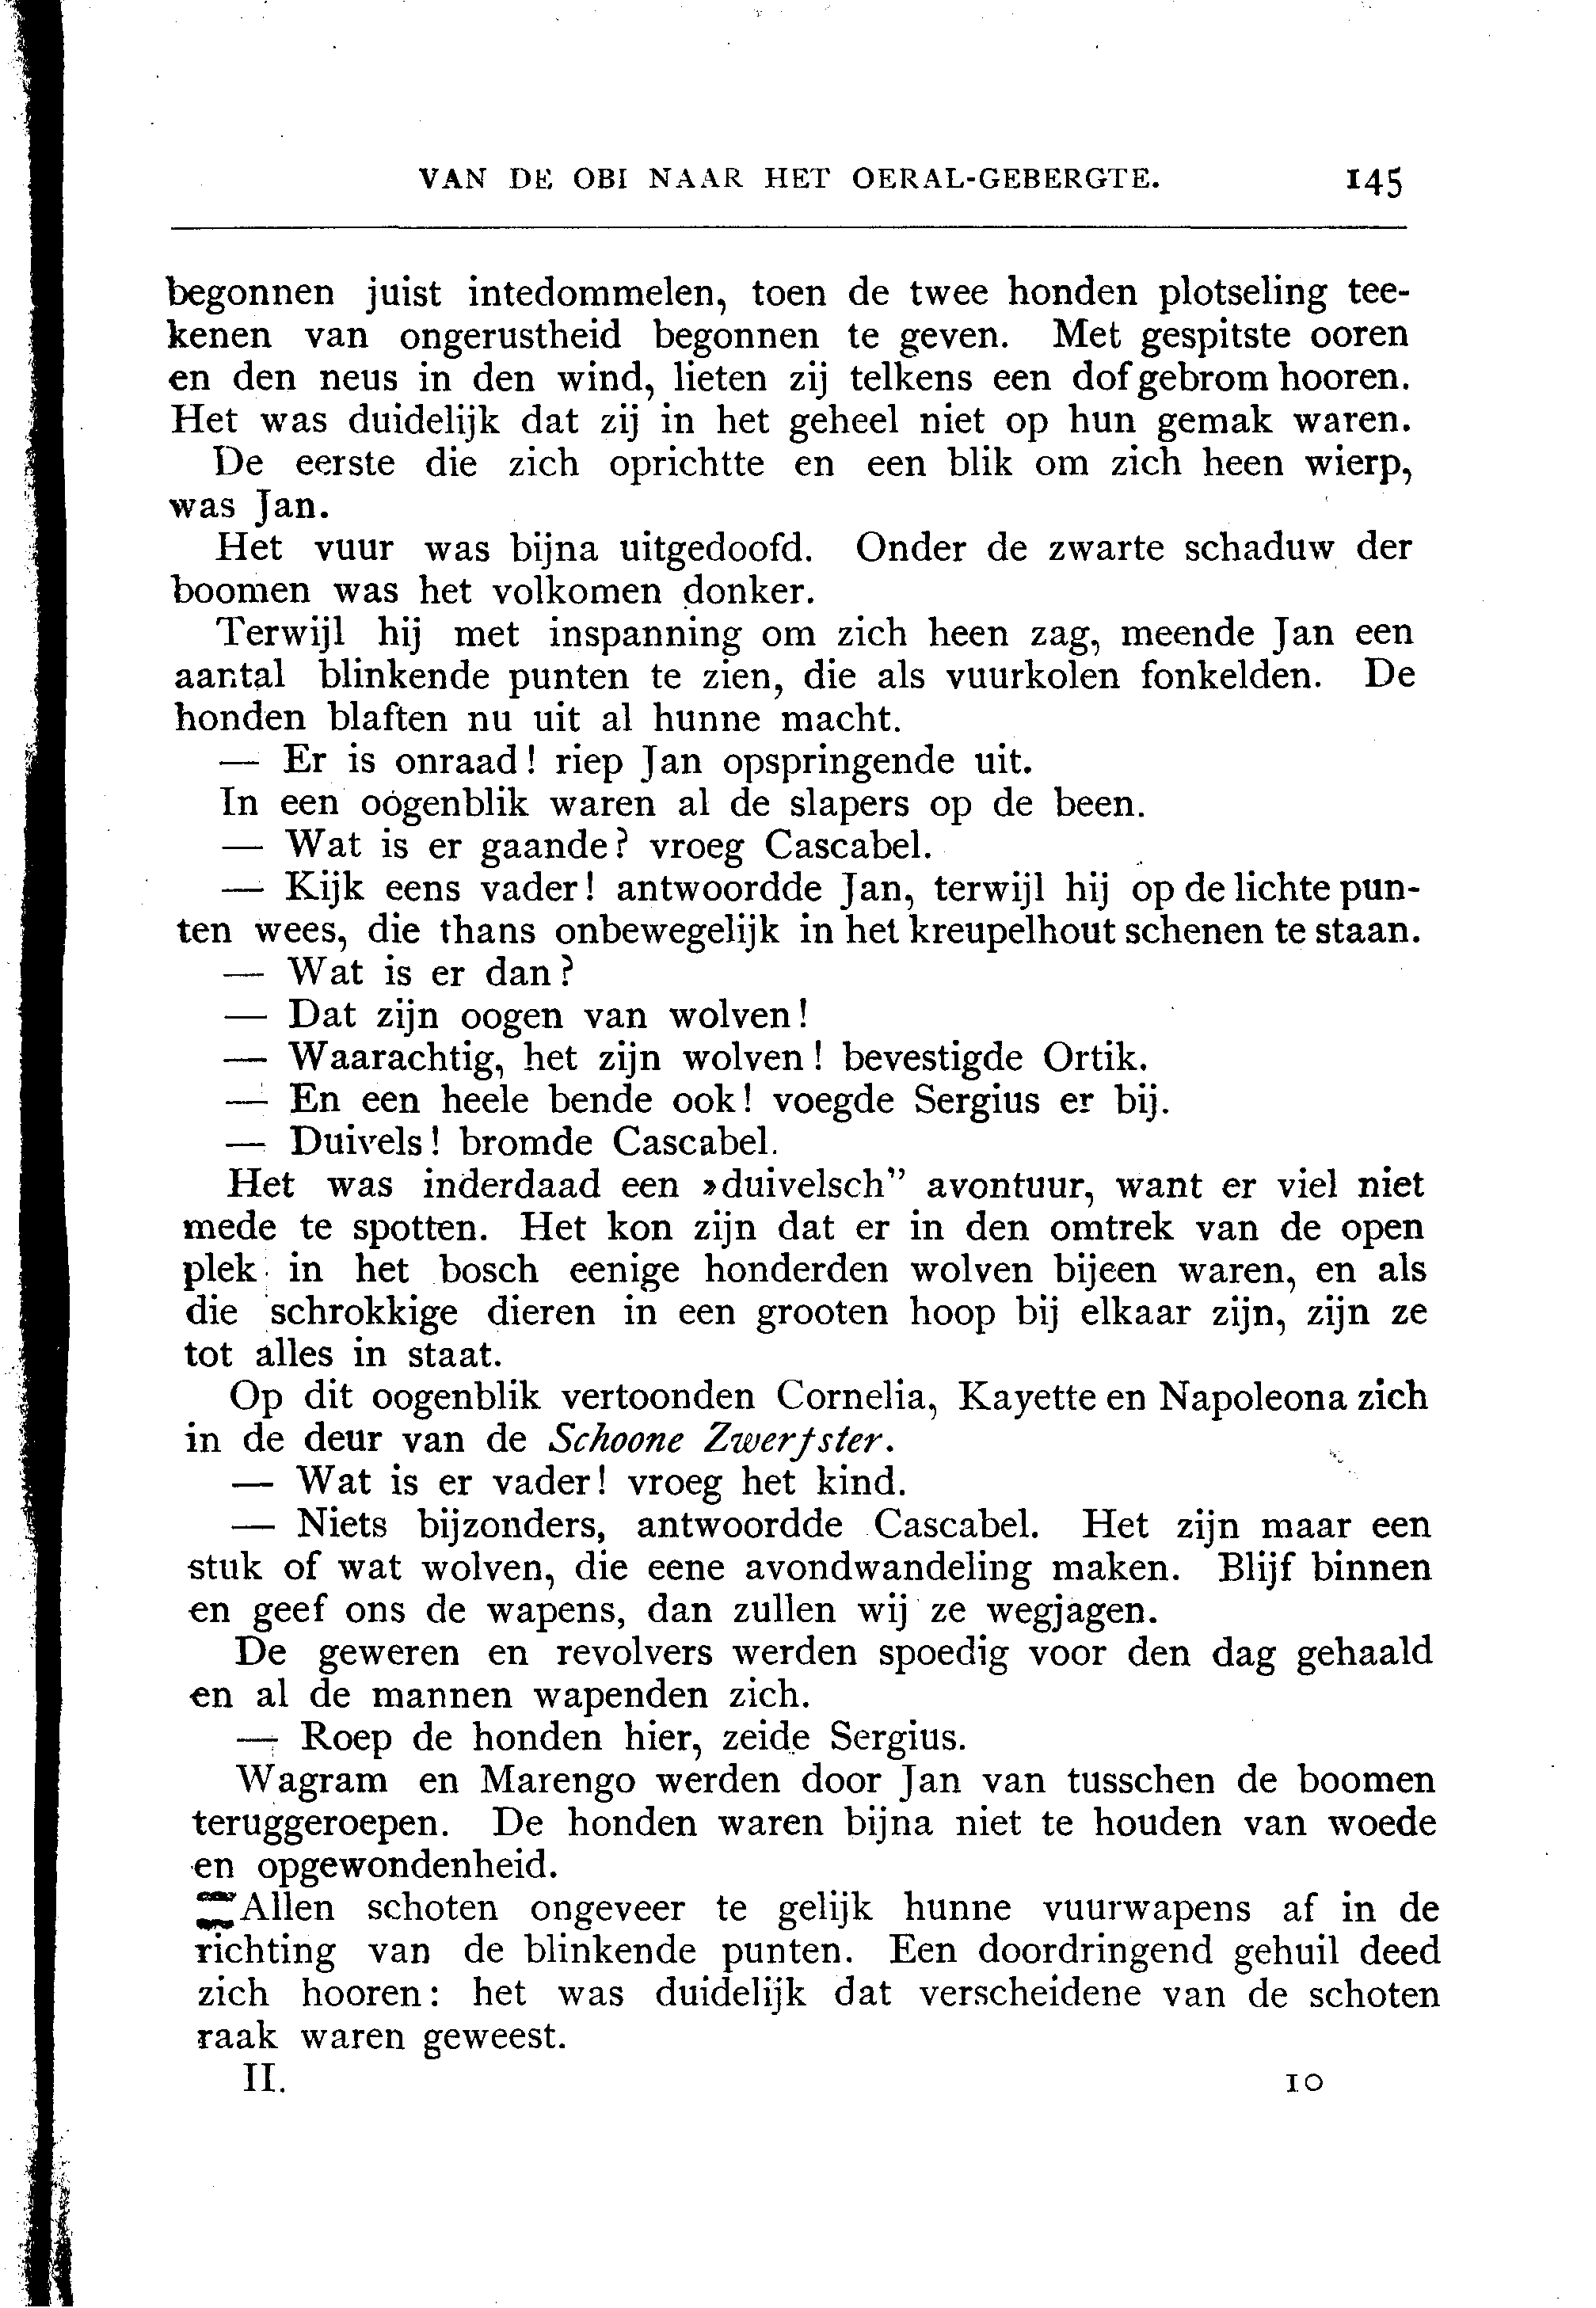 VAN DE OBI NAAR HET OERAL-GEBERGTE. 145
begonnen juist intedommelen, toen de twee honden plotseling tee-
kenen van ongerustheid begonnen te geven. Met gespitste ooren
en den neus in den wind, lieten zij telkens een dof gebrom hooren.
Het was duidelijk dat zij in het geheel niet op hun gemak waren.
De eerste die zich oprichtte en een blik om zich heen wierp,
was Jan.
Het vuur was bijna uitgedoofd. Onder de zwarte schaduw der
boomen was het volkomen donker.
Terwijl hij met inspanning om zich heen zag, meende Jan een
aantal blinkende punten te zien, die als vuurkolen fonkelden. De
honden blaften nu uit al hunne macht.
— Er is onraad! riep Jan opspringende uit.
In een oogenblik waren al de slapers op de been.
— Wat is er gaande? vroeg Cascabel.
— Kijk eens vader! antwoordde Jan, terwijl hij op de lichte pun-
ten wees, die thans onbewegelijk in het kreupelhout schenen te staan.
— Wat is er dan?
— Dat zijn oogen van wolven!
— Waarachtig, het zijn wolven! bevestigde Ortik.
— En een heele bende ook! voegde Sergius er bij.
— Duivels! bromde Cascabel.
Het was inderdaad een »duivelsch” avontuur, want er viel niet
mede te spotten. Het kon zijn dat er in den omtrek van de open
plek in het bosch eenige honderden wolven bijeen waren, en als
die schrokkige dieren in een grooten hoop bij elkaar zijn, zijn ze
tot alles in staat.
Op dit oogenblik vertoonden Cornelia, Kayette en Napoleona zich
in de deur van de Schoone Zwerfster.
— Wat is er vader! vroeg het kind.
— Niets bijzonders, antwoordde Cascabel. Het zijn maar een
stuk of wat wolven, die eene avondwandeling maken. Blijf binnen
en geef ons de wapens, dan zullen wij ze wegjagen.
De geweren en revolvers werden spoedig voor den dag gehaald
en al de mannen wapenden zich.
— Roep de honden hier, zeide Sergius.
Wagram en Marengo werden door Jan van tusschen de boomen
teruggeroepen. De honden waren bijna niet te houden van woede
en opgewondenheid.
Allen schoten ongeveer te gelijk hunne vuurwapens af in de
richting van de blinkende punten. Een doordringend gehuil deed
zich hooren: het was duidelijk dat verscheidene van de schoten
raak waren geweest.
II. 10